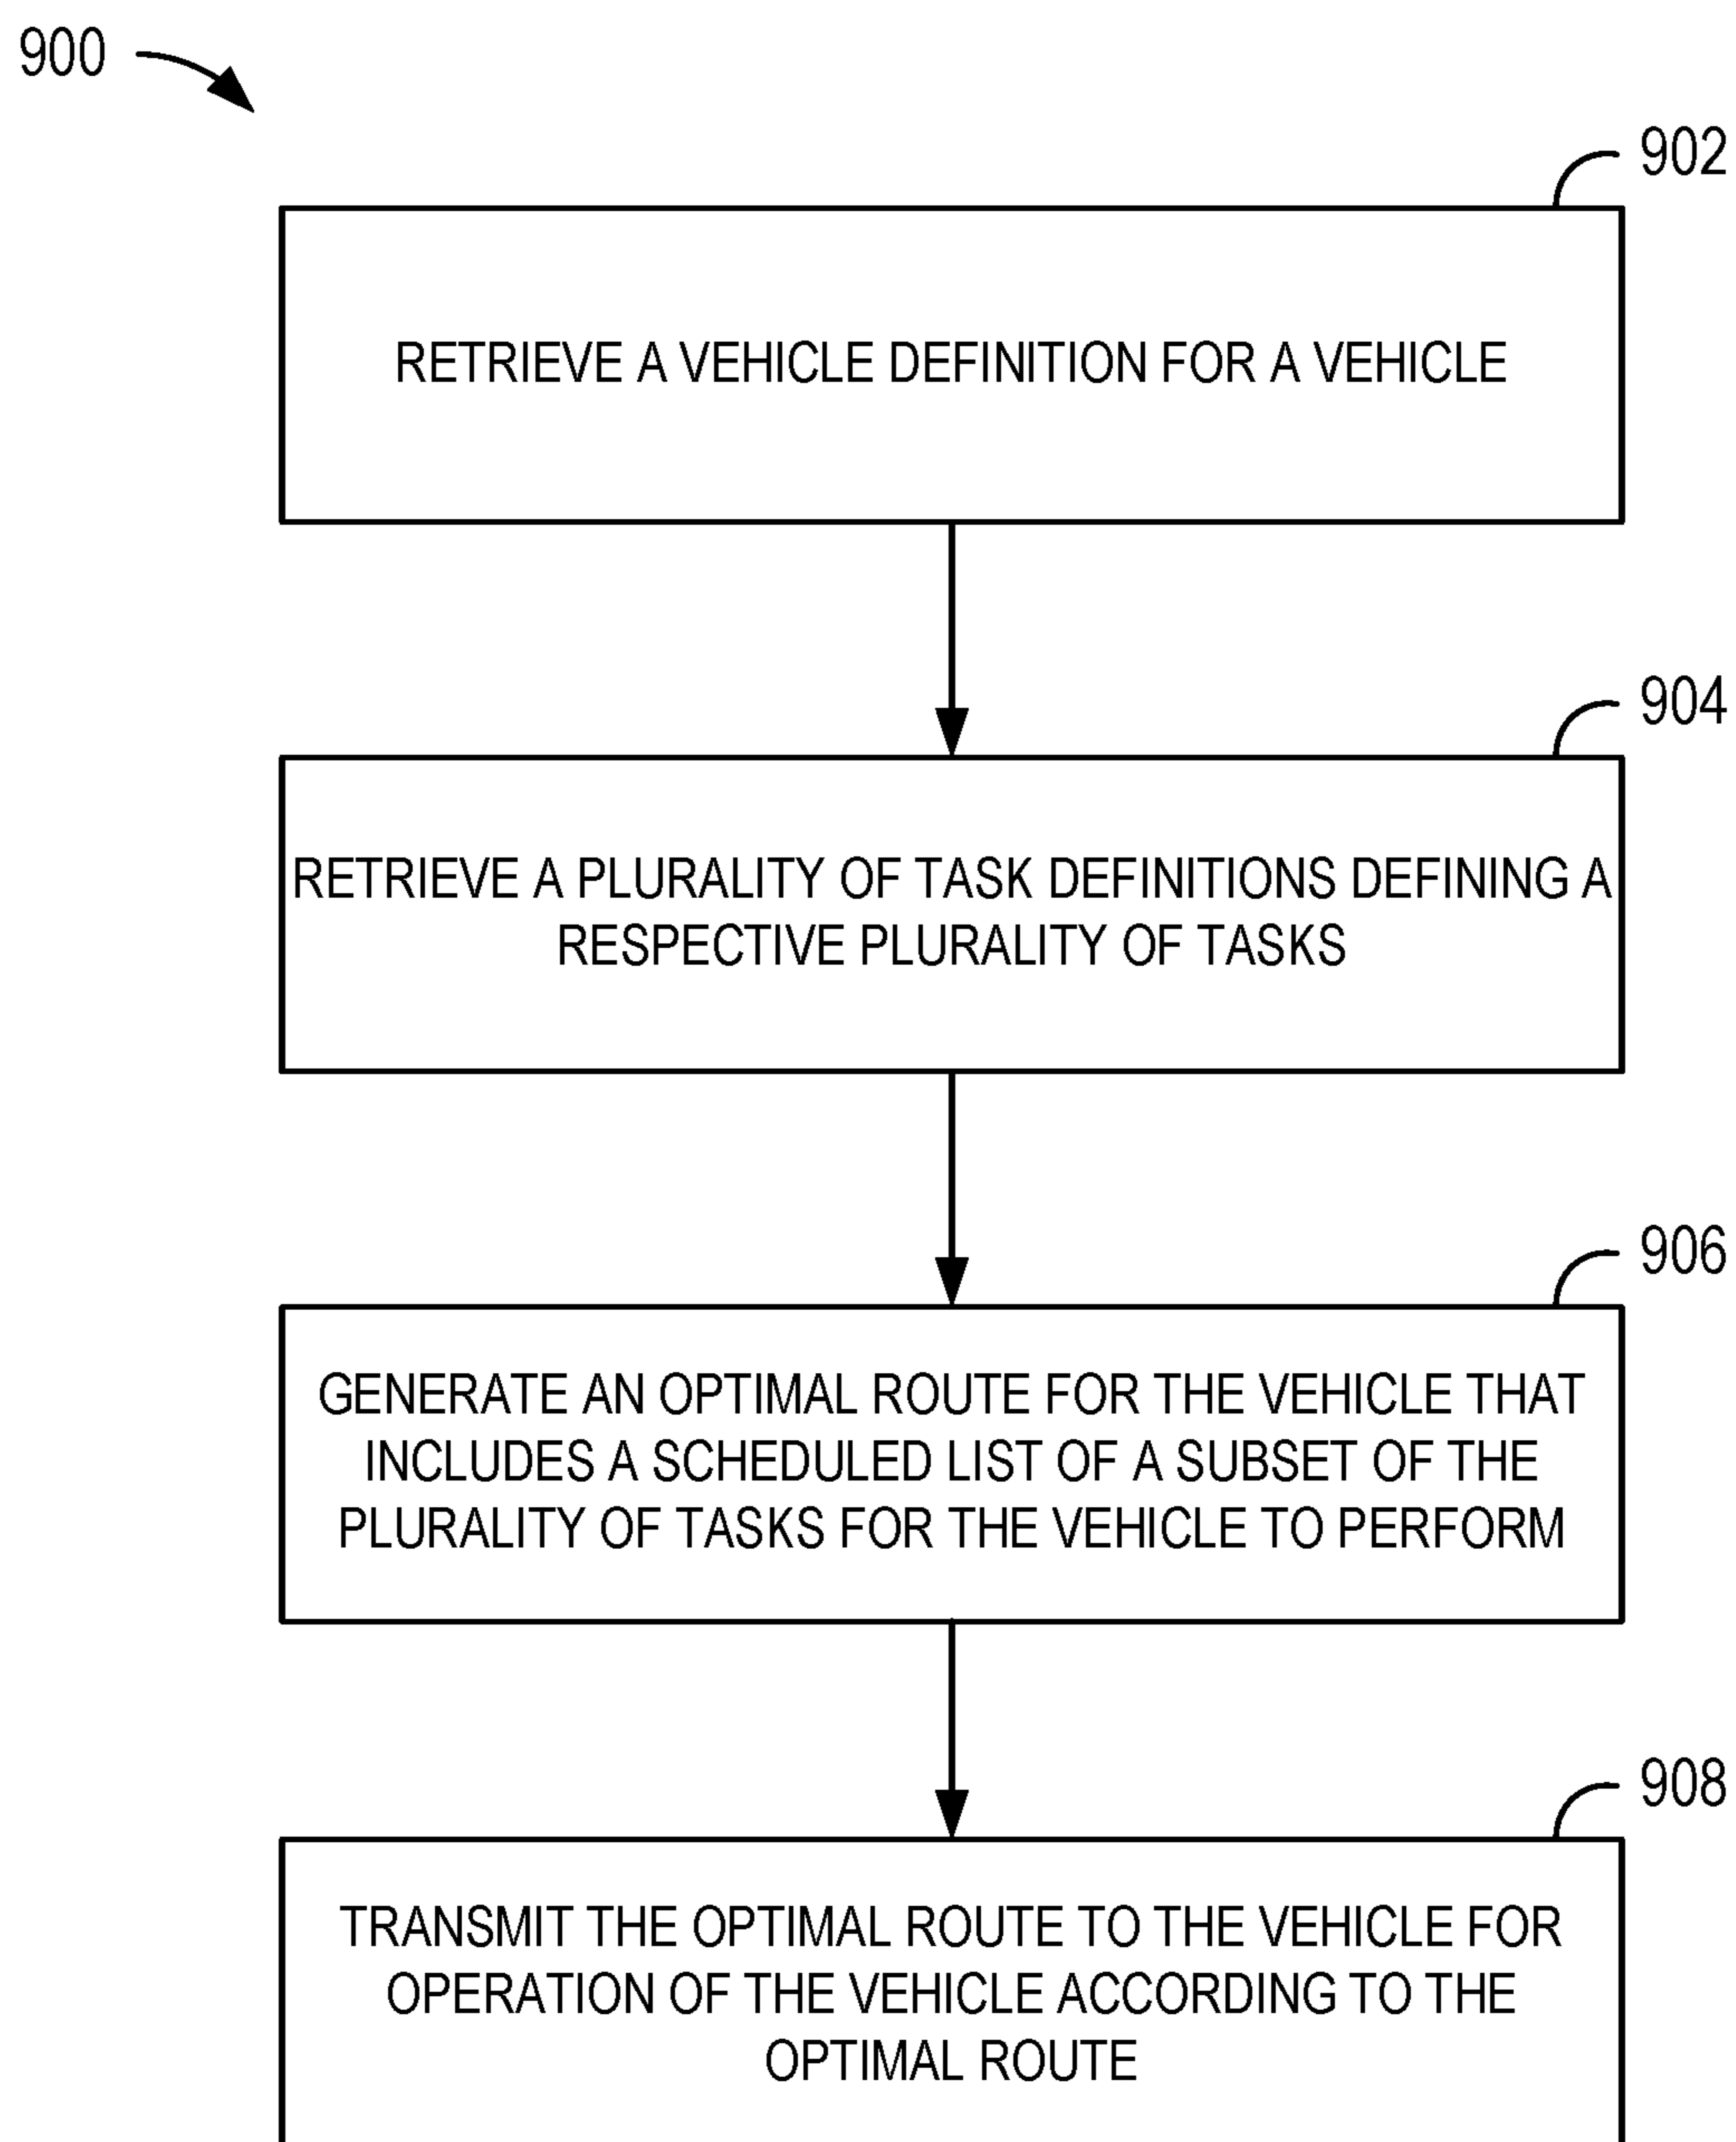 900
902
RETRIEVE A VEHICLE DEFINITION FOR A VEHICLE
904
RETRIEVE A PLURALITY OF TASK DEFINITIONS DEFINING A
RESPECTIVE PLURALITY OF TASKS
906
GENERATE AN OPTIMAL ROUTE FOR THE VEHICLE THAT
INCLUDES A SCHEDULED LIST OF A SUBSET OF THE
PLURALITY OF TASKS FOR THE VEHICLE TO PERFORM
908
TRANSMIT THE OPTIMAL ROUTE TO THE VEHICLE FOR
OPERATION OF THE VEHICLE ACCORDING TO THE
OPTIMAL ROUTE